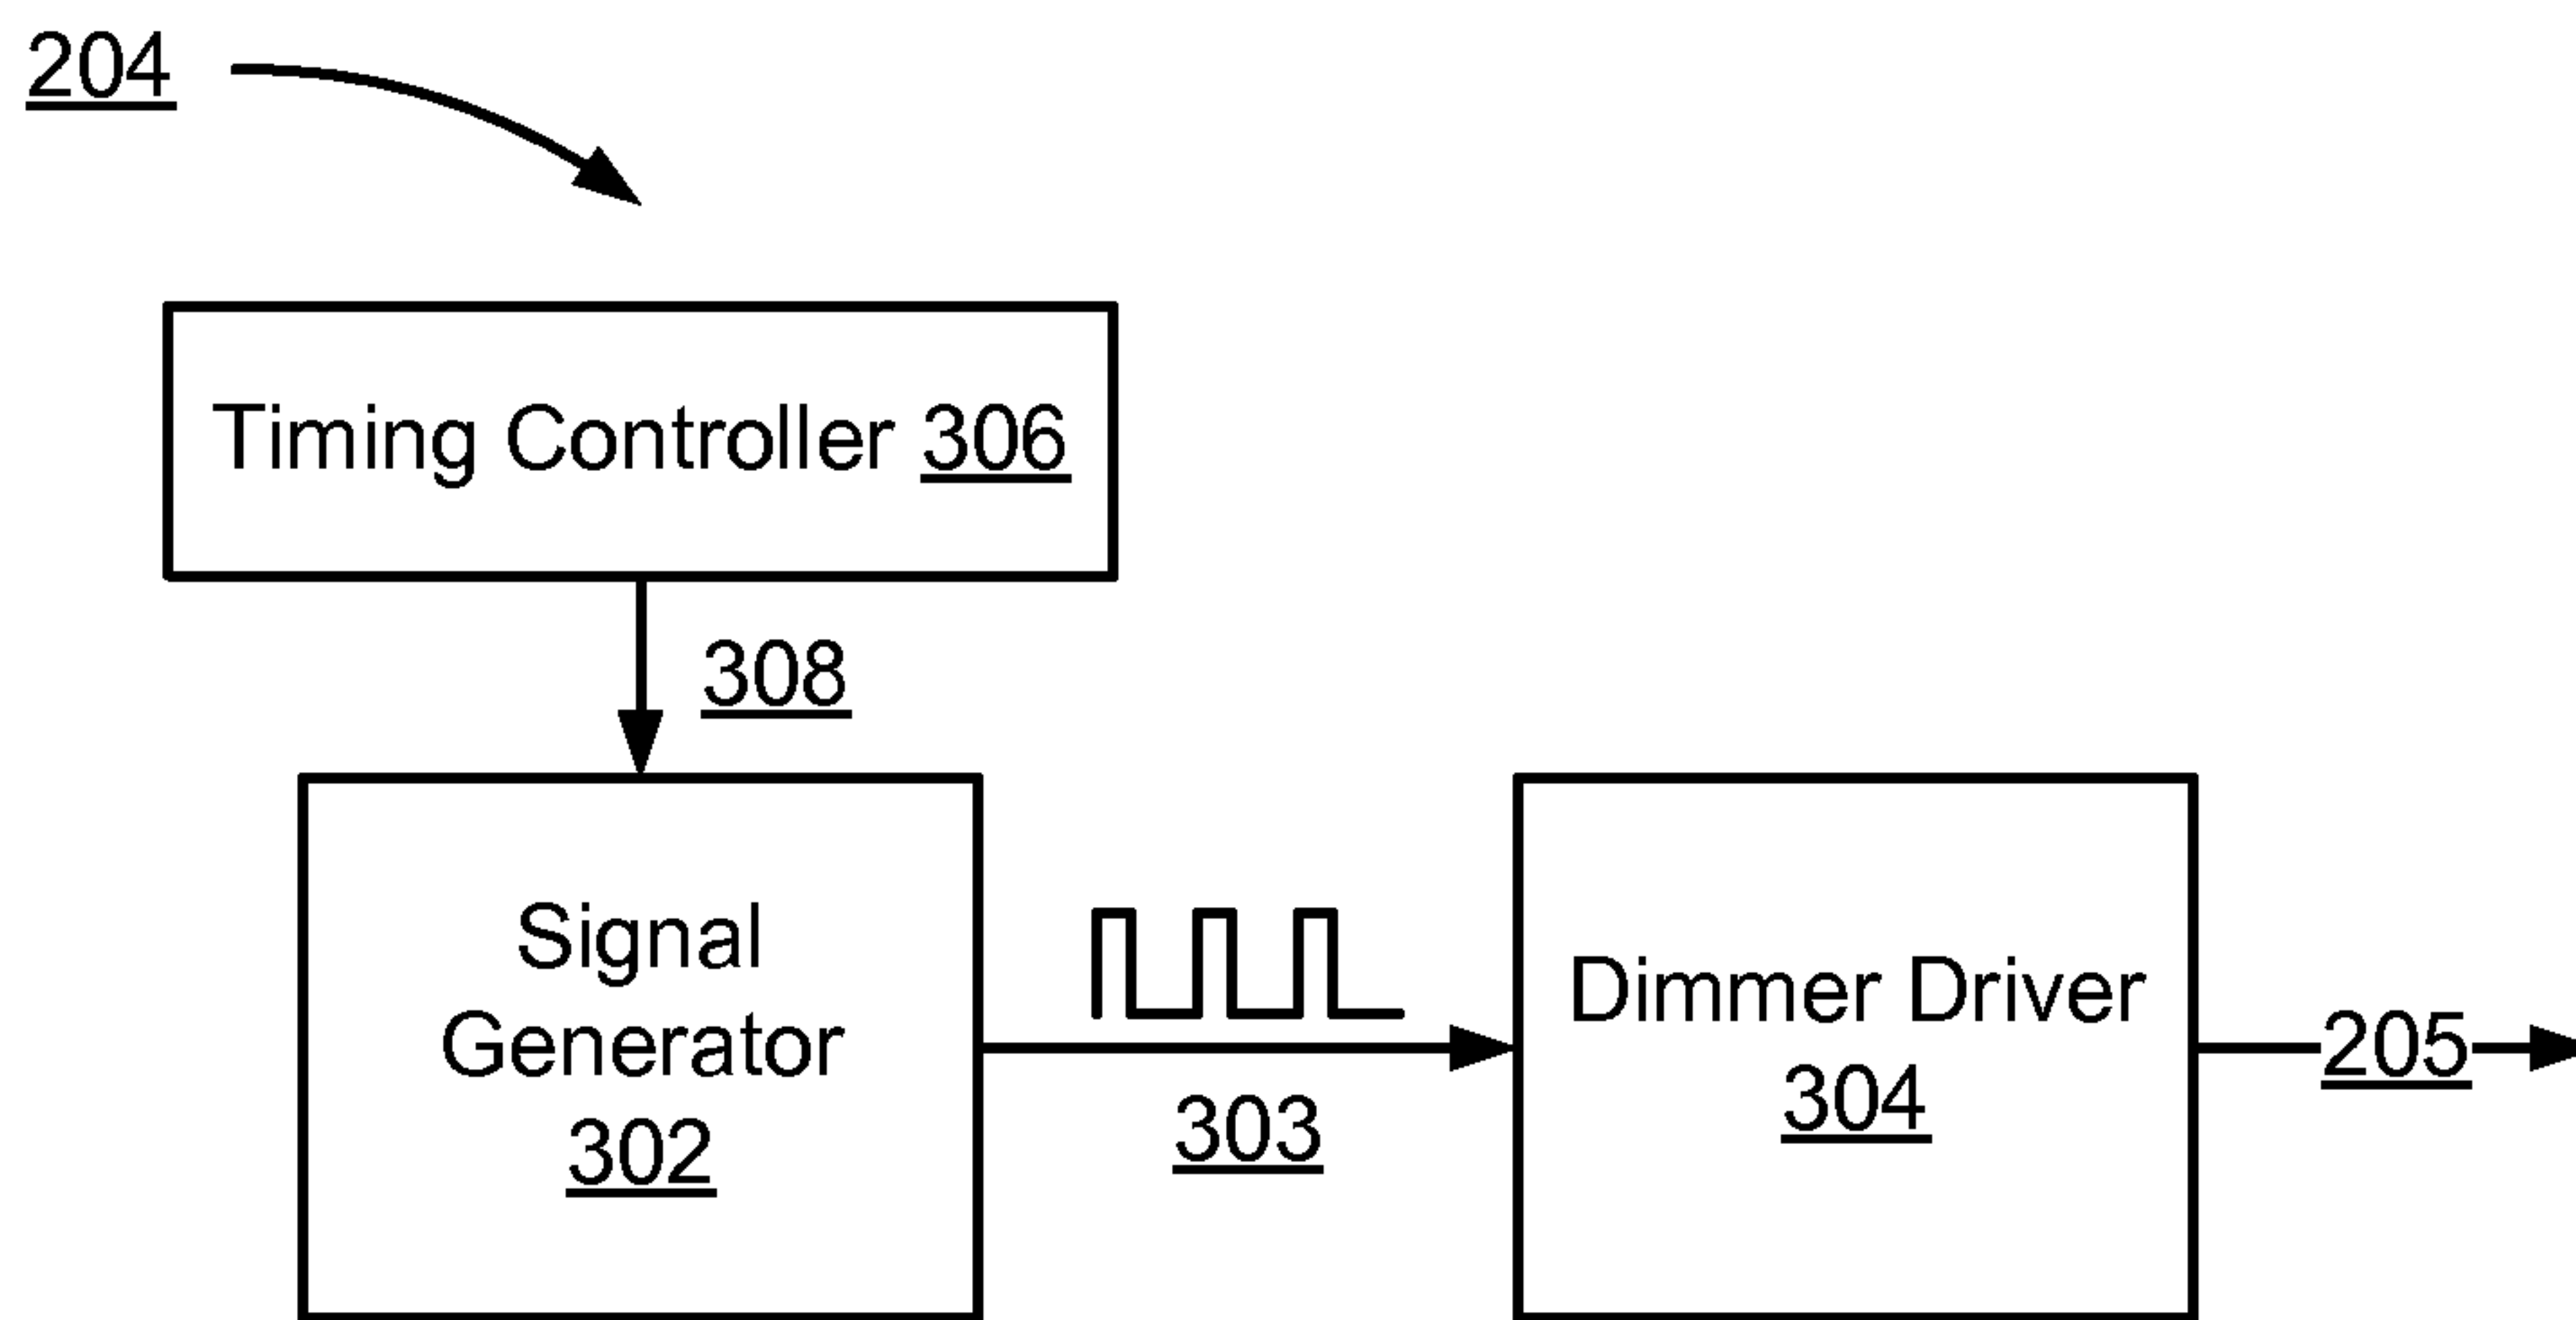 204
Timing Controller 306
308
Signal
Generator
302
303
Dimmer Driver
304
205